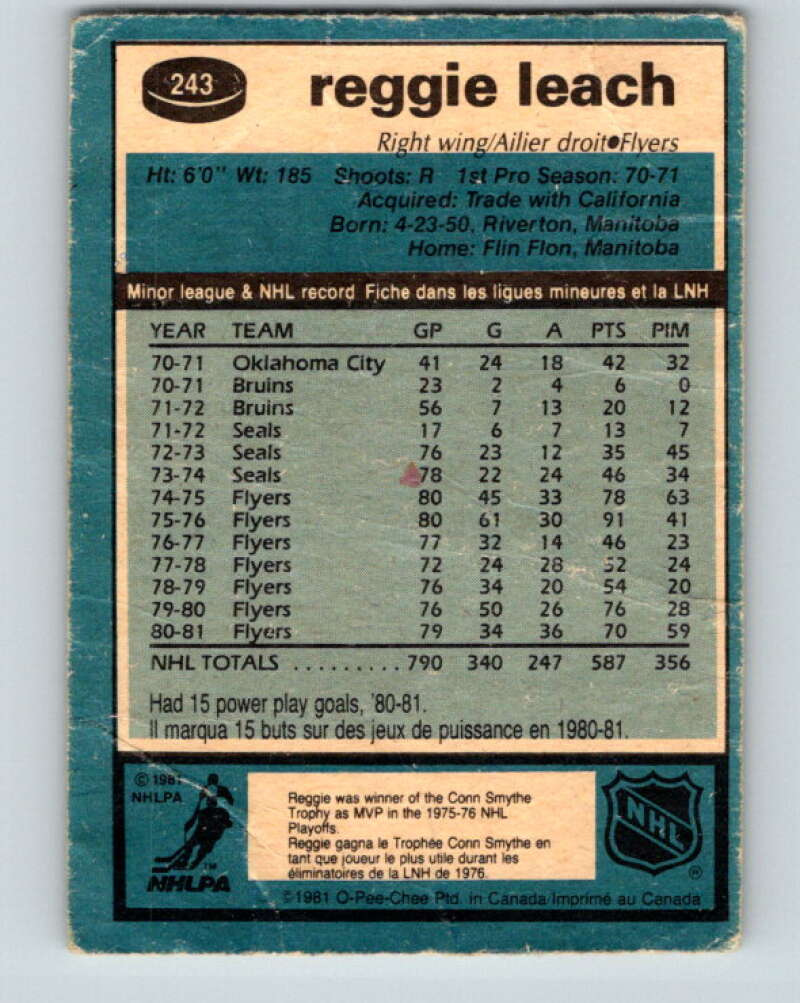 243
reggie leach
Right wing/Ailier droit●Flyers
Ht: 6'0" Wt: 185 Shoots: R 1st Pro Season: 70-71
Acquired: Trade with California
Born: 4-23-50, Riverton, Manitoba
Home: Flin Flon, Manitoba
Minor league & NHL record Fiche dans les ligues mineures et la LNH
YEAR TEAM GP G A PTS PIM
70-71 Oklahoma City 41 24 18 42 32
70-71 Bruins 23 2 4 6 0
71-72 Bruins 56 7 13 20 12
71-72 Seals 17 6 7 13 7
72-73 Seals 76 23 12 35 45
73-74 Seals 78 22 24 46 34
74-75 Flyers 80 45 33 78 63
75-76 Flyers 80 61 30 91 41
76-77 Flyers 77 32 14 46 23
77-78 Flyers 72 24 28 52 24
78-79 Flyers 76 34 20 54 20
79-80 Flyers 76 50 26 76 28
80-81 Flyers 79 34 36 70 59
NHL TOTALS ......... 790 340 247 587 356
Had 15 power play goals, '80-81.
Il marqua 15 buts sur des jeux de puissance en 1980-81.
© 1981
NHLPA
TM
NHLPA
Reggie was winner of the Conn Smythe
Trophy as MVP in the 1975-76 NHL
Playoffs.
Reggie gagna le Trophée Conn Smythe en
tant que joueur le plus utile durant les
éliminatoires de la LNH de 1976.
NHL
®
©1981 O-Pee-Chee Ptd. in Canada/Imprimé au Canada